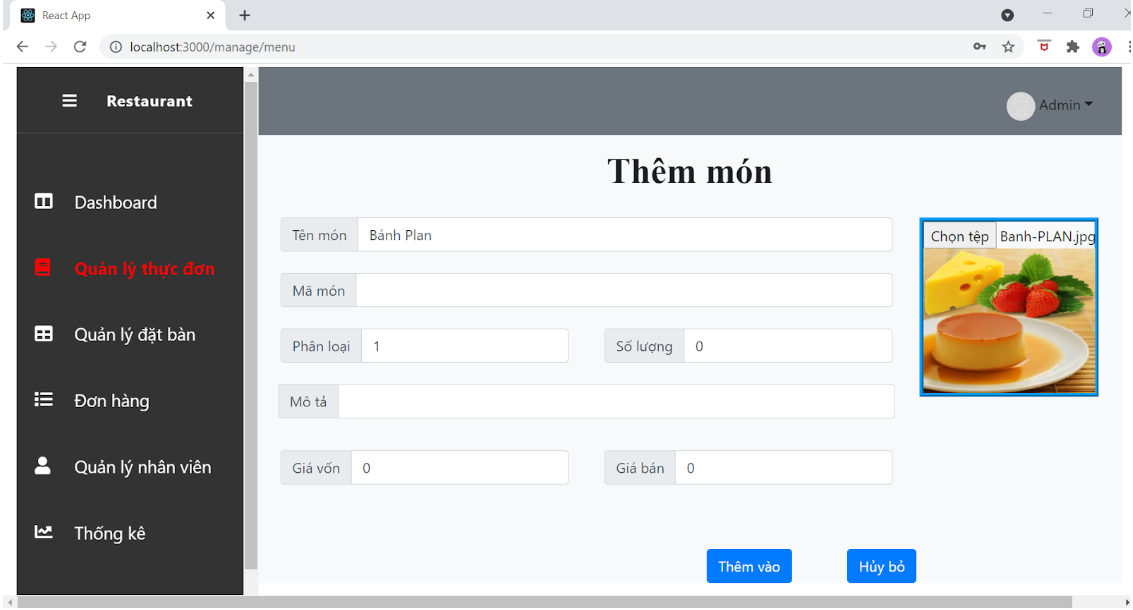 React App
localhost:3000/manage/menu
Restaurant
Admin
Thêm món
Dashboard
Quản lý thực đơn
Quản lý đặt bàn
Đơn hàng
Quản lý nhân viên
Thống kê
Tên món Bánh Plan
Mã món
Phân loại 1 Số lượng 0
Mô tả
Giá vốn 0 Giá bán 0
Chọn tệp Banh-PLAN.jpg
Thêm vào Hủy bỏ